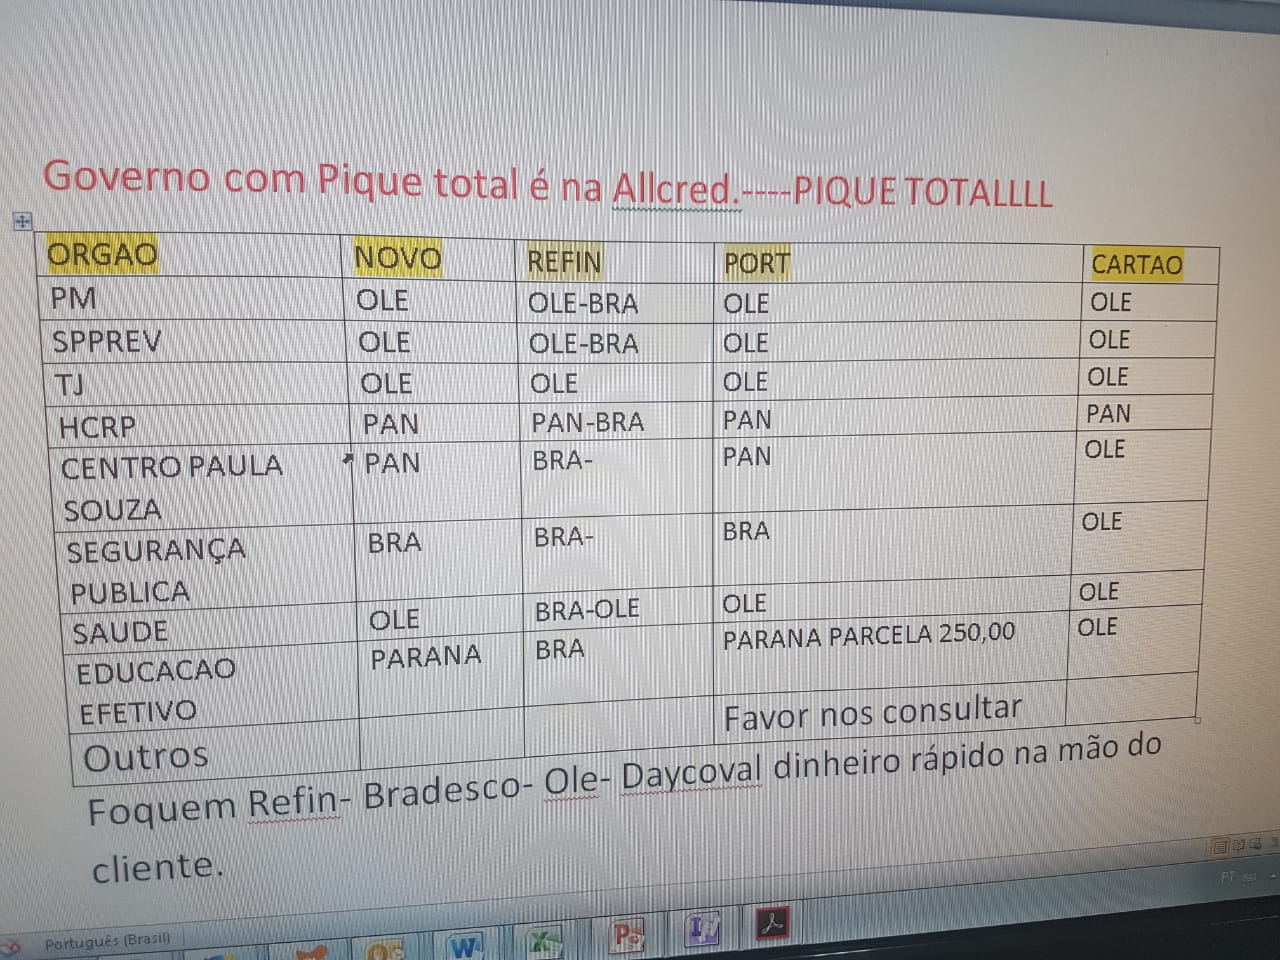 Governo com Pique total é na Allcred.----PIQUE TOTALLLL
ORGAO NOVO REFIN PORT CARTAO
PM OLE OLE-BRA OLE OLE
SPPREV OLE OLE-BRA OLE OLE
TJ OLE OLE OLE OLE
HCRP PAN PAN-BRA PAN PAN
CENTRO PAULA PAN BRA- PAN OLE
SOUZA
SEGURANÇA BRA BRA- BRA OLE
PUBLICA
SAUDE OLE BRA-OLE OLE OLE
EDUCACAO PARANA BRA PARANA PARCELA 250,00 OLE
EFETIVO
Outros Favor nos consultar
Foquem Refin- Bradesco- Ole- Daycoval dinheiro rápido na mão do
cliente.
PT
Português (Brasil)